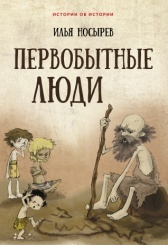 ИСТОРИИ ОБ ИСТОРИИ
ИЛЬЯ НОСЫРЕВ
ПЕРВОБЫТНЫЕ
ЛЮДИ